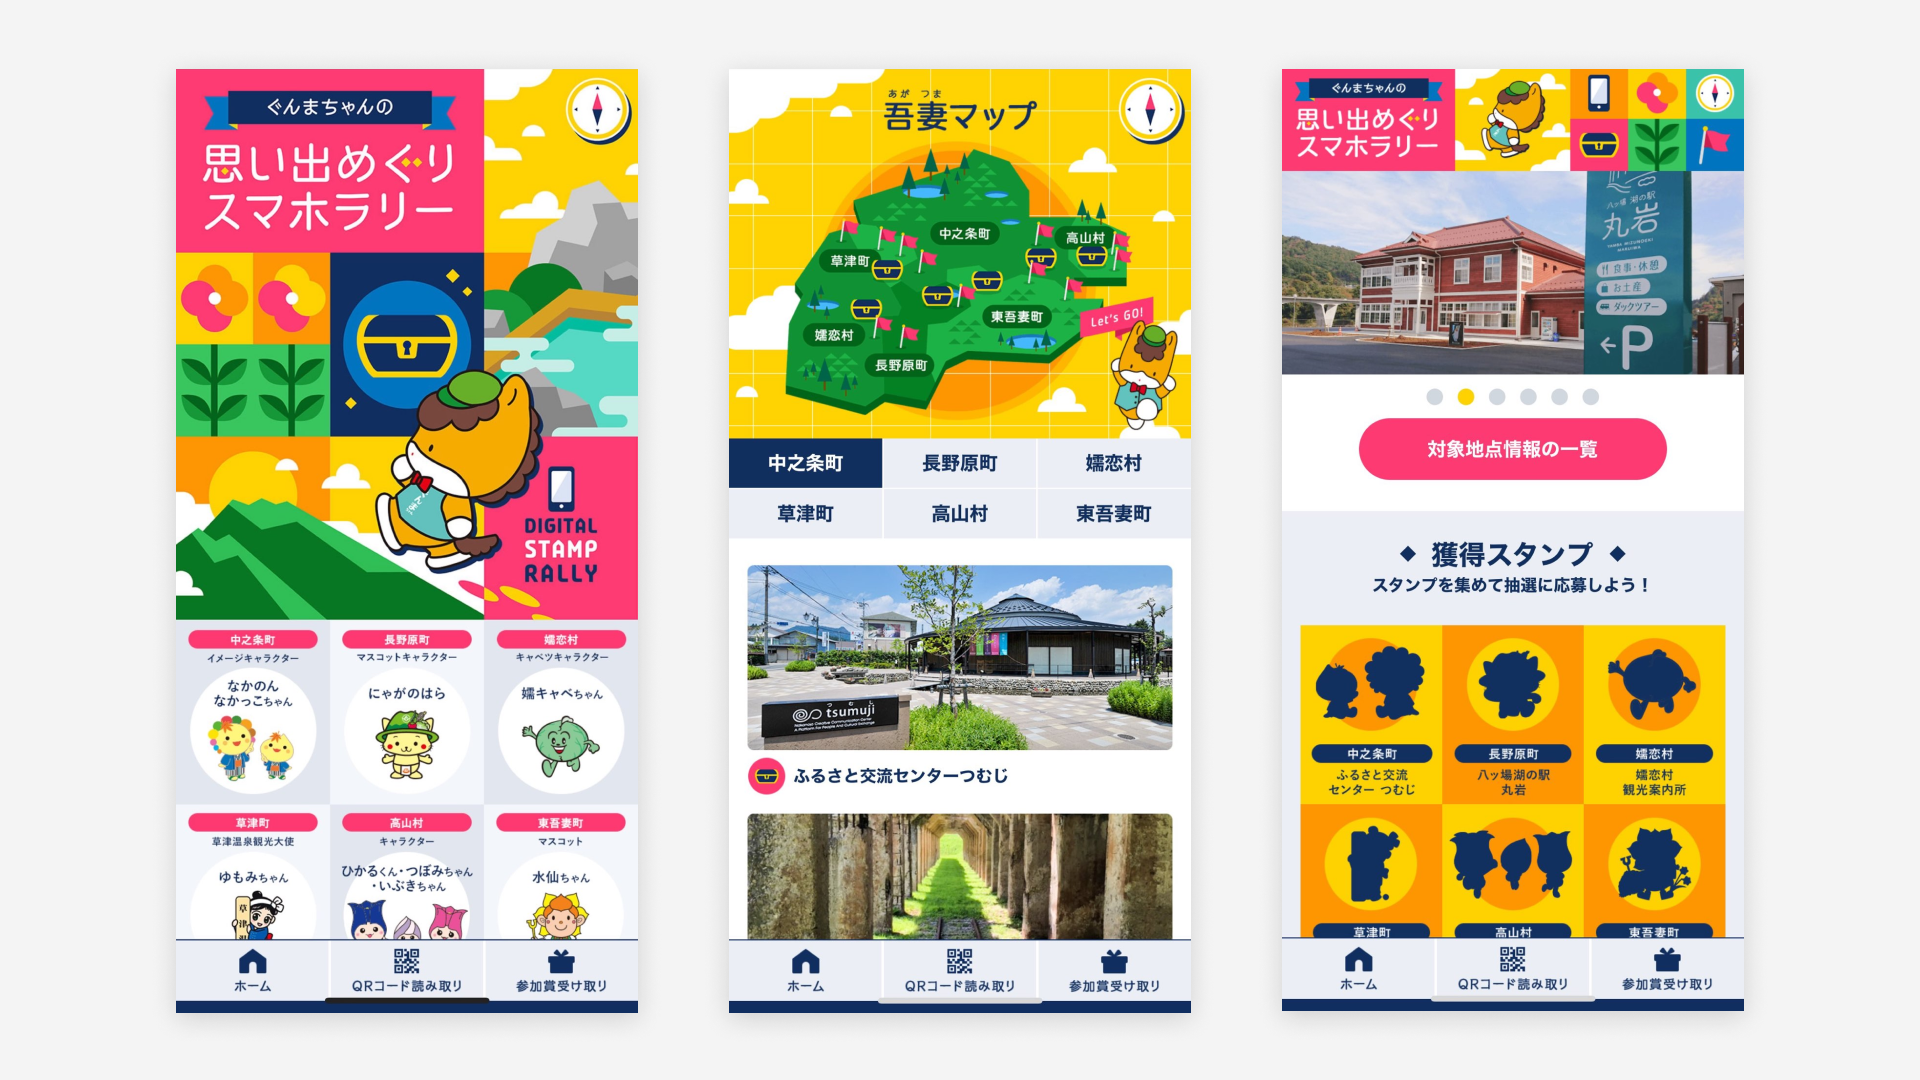 ぐんまちゃんの
思い出めぐり
スマホラリー
DIGITAL
STAMP
RALLY
中之条町
イメージキャラクター
なかのん
なかっこちゃん
長野原町
マスコットキャラクター
にゃがのはら
嬬恋村
キャベツキャラクター
嬬キャベちゃん
草津町
草津温泉観光大使
ゆもみちゃん
草
津
高山村
キャラクター
ひかるくん・つぼみちゃん
・いぶきちゃん
東吾妻町
マスコット
水仙ちゃん
ホーム
QRコード読み取り
参加賞受け取り
あがつま
吾妻マップ
中之条町
高山村
草津町
東吾妻町
Let's GO!
嬬恋村
長野原町
中之条町
長野原町
嬬恋村
草津町
高山村
東吾妻町
つむじ
tsumuji
ふるさと交流センターつむじ
ホーム
QRコード読み取り
参加賞受け取り
ぐんまちゃんの
思い出めぐり
スマホラリー
八ッ場 湖の駅
丸岩
食事・休憩
お土産
ダックツアー
←P
対象地点情報の一覧
獲得スタンプ
スタンプを集めて抽選に応募しよう!
中之条町
ふるさと交流
センター つむじ
長野原町
八ッ場湖の駅
丸岩
嬬恋村
嬬恋村
観光案内所
草津町
高山村
東吾妻町
ホーム
QRコード読み取り
参加賞受け取り